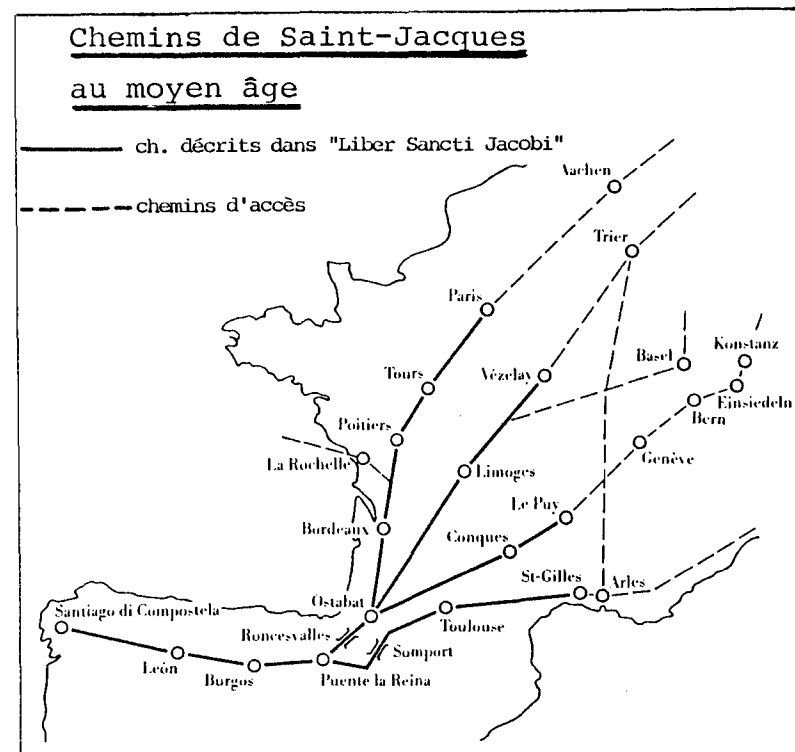 Chemins de Saint-Jacques
au moyen âge
ch. décrits dans "Liber Sancti Jacobi"
chemins d'accès
Aachen
Trier
Paris
Basel
Konstanz
Tours
Vézelay
Einsiedeln
Bern
Poitiers
La Rochelle
Limoges
Genève
Le Puy
Bordeaux
Conques
St-Gilles
Arles
Ostabat
Santiago di Compostela
Roncesvalles
Toulouse
Somport
León
Burgos
Puente la Reina